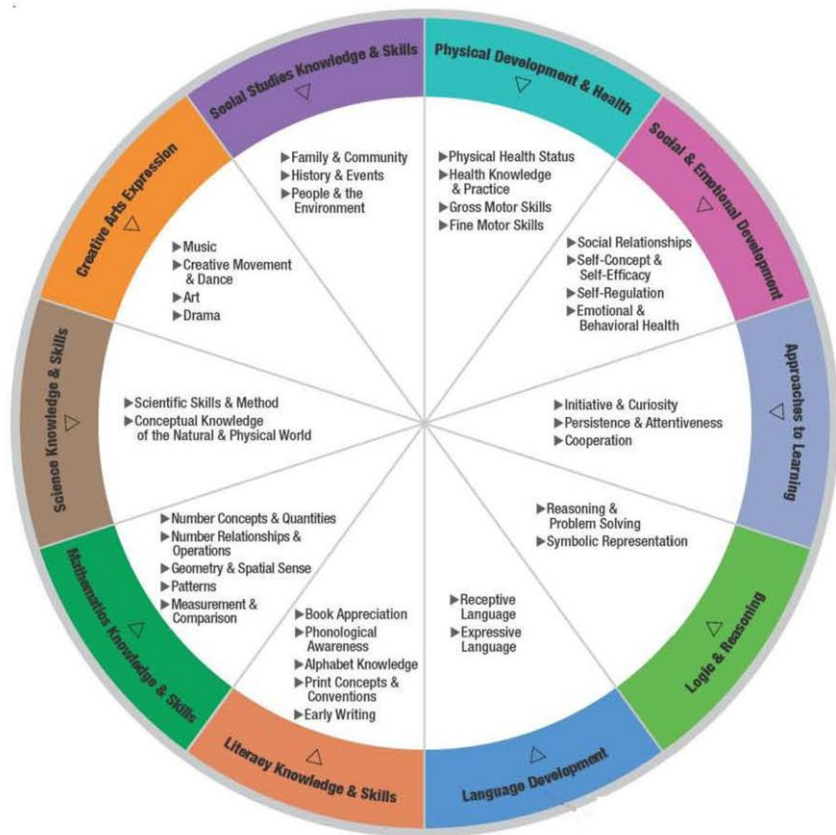 Physical Development & Health
▶Physical Health Status
▶Health Knowledge
& Practice
▶Gross Motor Skills
▶Fine Motor Skills
Social & Emotional Development
▶Social Relationships
▶Self-Concept &
Self-Efficacy
▶Self-Regulation
▶Emotional &
Behavioral Health
Approaches to Learning
▶Initiative & Curiosity
▶Persistence & Attentiveness
▶Cooperation
Logic & Reasoning
▶Reasoning &
Problem Solving
▶Symbolic Representation
Language Development
▶Receptive
Language
▶Expressive
Language
Literacy Knowledge & Skills
▶Book Appreciation
▶Phonological
Awareness
▶Alphabet Knowledge
▶Print Concepts &
Conventions
▶Early Writing
Mathematics Knowledge & Skills
▶Number Concepts & Quantities
▶Number Relationships &
Operations
▶Geometry & Spatial Sense
▶Patterns
▶Measurement &
Comparison
Science Knowledge & Skills
▶Scientific Skills & Method
▶Conceptual Knowledge
of the Natural & Physical World
Creative Arts Expression
▶Music
▶Creative Movement
& Dance
▶Art
▶Drama
Social Studies Knowledge & Skills
▶Family & Community
▶History & Events
▶People & the
Environment